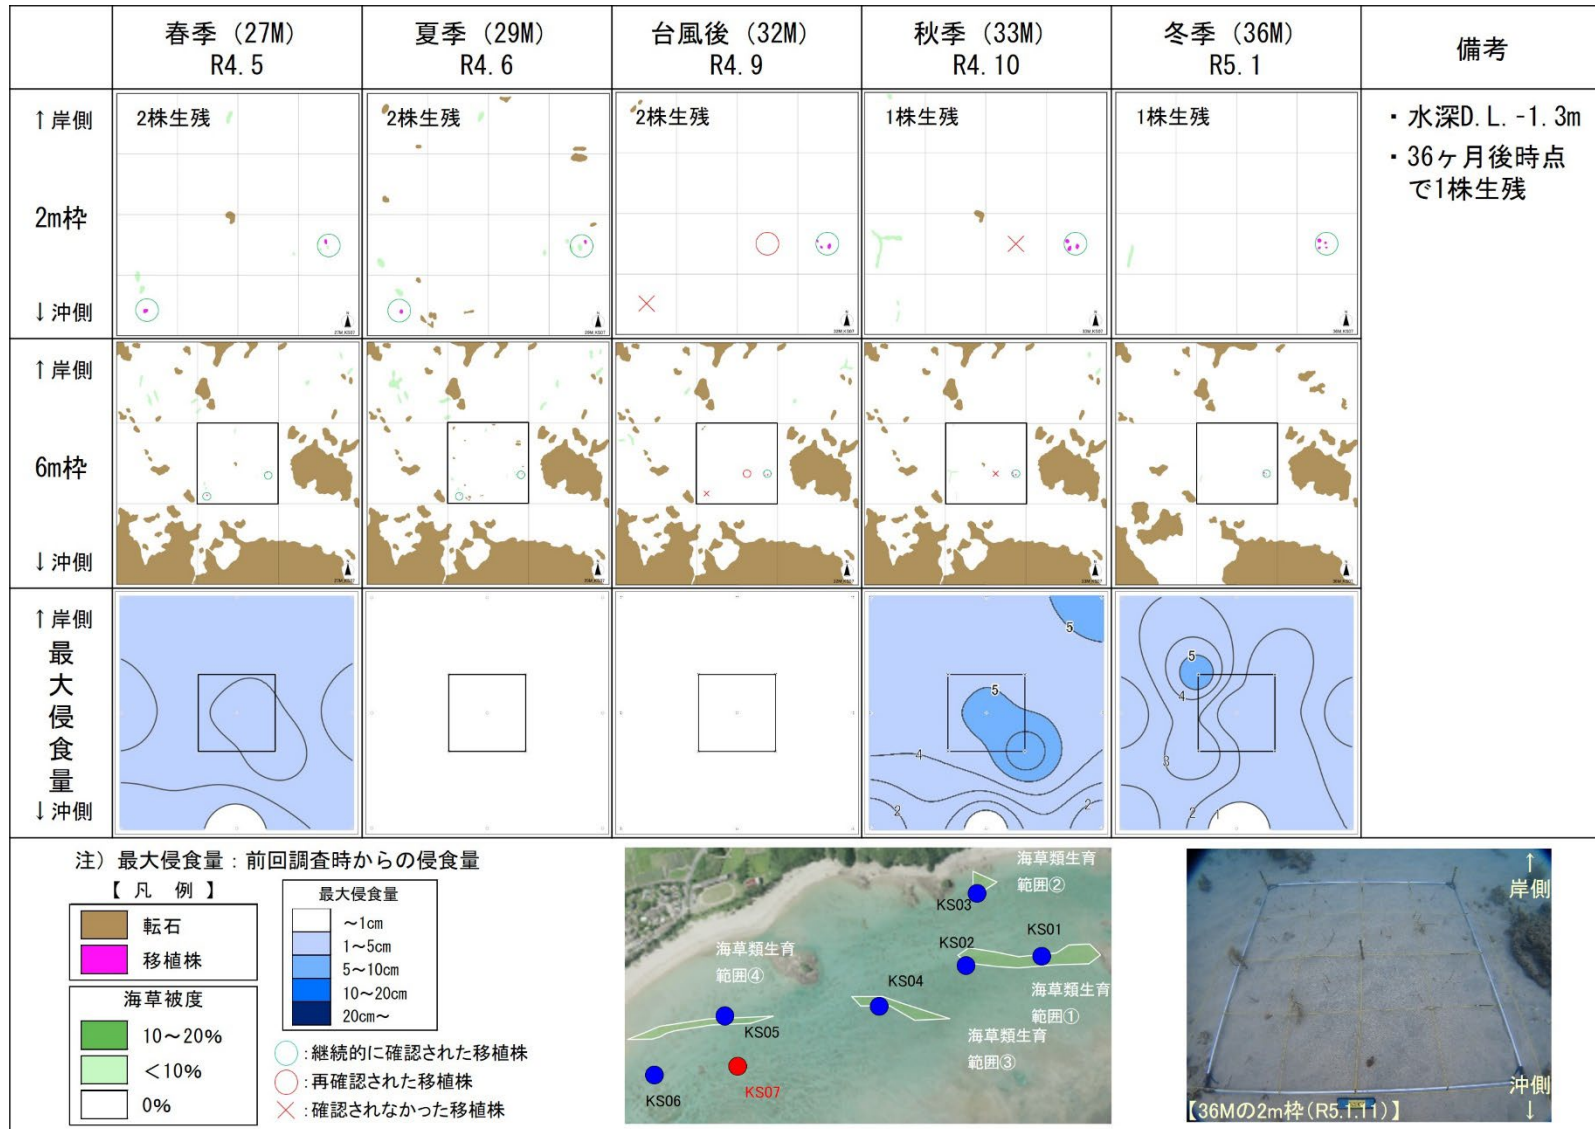 春季（27M）
R4.5
夏季（29M）
R4.6
台風後（32M）
R4.9
秋季（33M）
R4.10
冬季（36M）
R5.1
備考
↑岸側
2m枠
↓沖側
2株生残
2株生残
2株生残
1株生残
1株生残
・水深D.L.-1.3m
・36ヶ月後時点
で1株生残
↑岸側
6m枠
↓沖側
↑岸側
最大侵食量
↓沖側
5
5
4
2
2
5
4
3
2
1
注）最大侵食量：前回調査時からの侵食量
【 凡 例 】
転石
移植株
海草被度
10～20%
＜10%
0%
最大侵食量
～1cm
1～5cm
5～10cm
10～20cm
20cm～
○：継続的に確認された移植株
○：再確認された移植株
×：確認されなかった移植株
海草類生育
範囲②
KS03
KS02
KS01
海草類生育
範囲④
KS04
海草類生育
範囲①
KS05
海草類生育
範囲③
KS06
KS07
↑
岸側
沖側
↓
【36Mの2m枠(R5.1.11)】